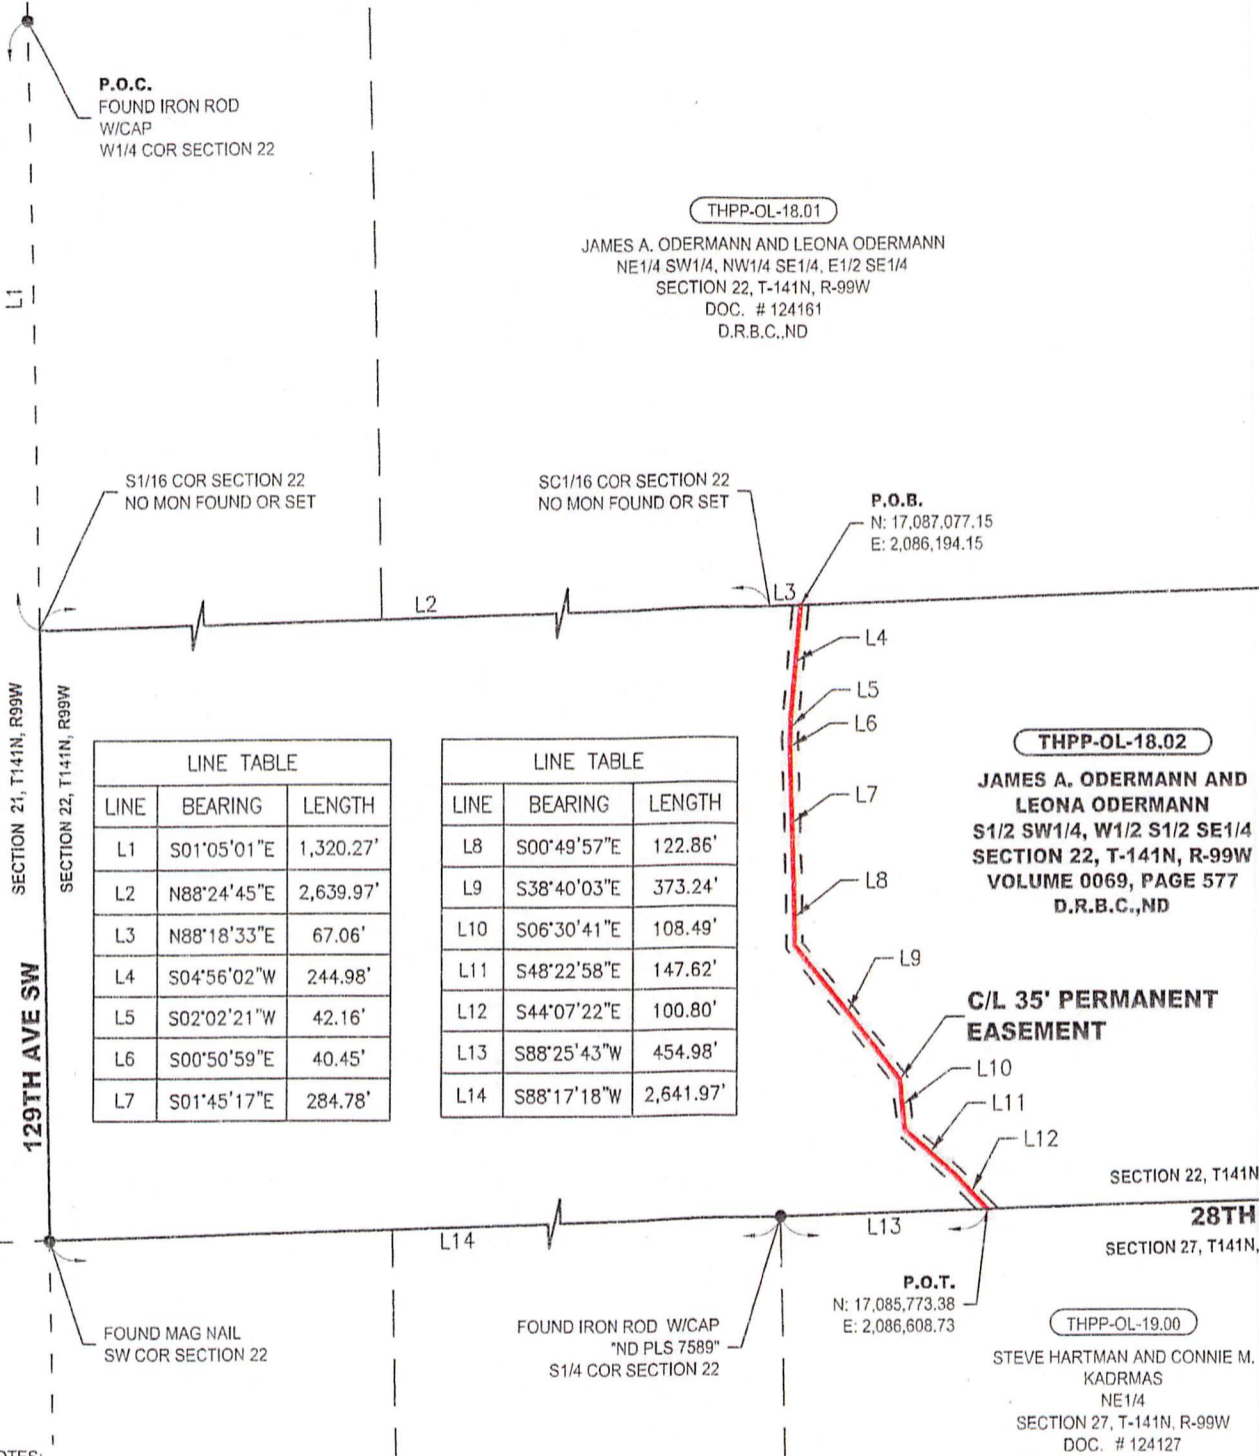 P.O.C.
FOUND IRON ROD
W/CAP
W1/4 COR SECTION 22
THPP-OL-18.01
JAMES A. ODERMANN AND LEONA ODERMANN
NE1/4 SW1/4, NW1/4 SE1/4, E1/2 SE1/4
SECTION 22, T-141N, R-99W
DOC. # 124161
D.R.B.C.,ND
L1
S1/16 COR SECTION 22
NO MON FOUND OR SET
SC1/16 COR SECTION 22
NO MON FOUND OR SET
P.O.B.
N: 17,087,077.15
E: 2,086,194.15
L2
L3
L4
L5
L6
L7
L8
L9
SECTION 21, T141N, R99W
SECTION 22, T141N, R99W
129TH AVE SW
LINE TABLE
LINE BEARING LENGTH
L1 S01°05'01"E 1,320.27'
L2 N88°24'45"E 2,639.97'
L3 N88°18'33"E 67.06'
L4 S04°56'02"W 244.98'
L5 S02°02'21"W 42.16'
L6 S00°50'59"E 40.45'
L7 S01°45'17"E 284.78'
LINE TABLE
LINE BEARING LENGTH
L8 S00°49'57"E 122.86'
L9 S38°40'03"E 373.24'
L10 S06°30'41"E 108.49'
L11 S48°22'58"E 147.62'
L12 S44°07'22"E 100.80'
L13 S88°25'43"W 454.98'
L14 S88°17'18"W 2,641.97'
THPP-OL-18.02
JAMES A. ODERMANN AND
LEONA ODERMANN
S1/2 SW1/4, W1/2 S1/2 SE1/4
SECTION 22, T-141N, R-99W
VOLUME 0069, PAGE 577
D.R.B.C.,ND
C/L 35' PERMANENT
EASEMENT
L10
L11
L12
SECTION 22, T141N
28TH
SECTION 27, T141N,
L14
L13
P.O.T.
N: 17,085,773.38
E: 2,086,608.73
FOUND MAG NAIL
SW COR SECTION 22
FOUND IRON ROD W/CAP
"ND PLS 7589"
S1/4 COR SECTION 22
THPP-OL-19.00
STEVE HARTMAN AND CONNIE M.
KADRMAS
NE1/4
SECTION 27, T-141N, R-99W
DOC. # 124127